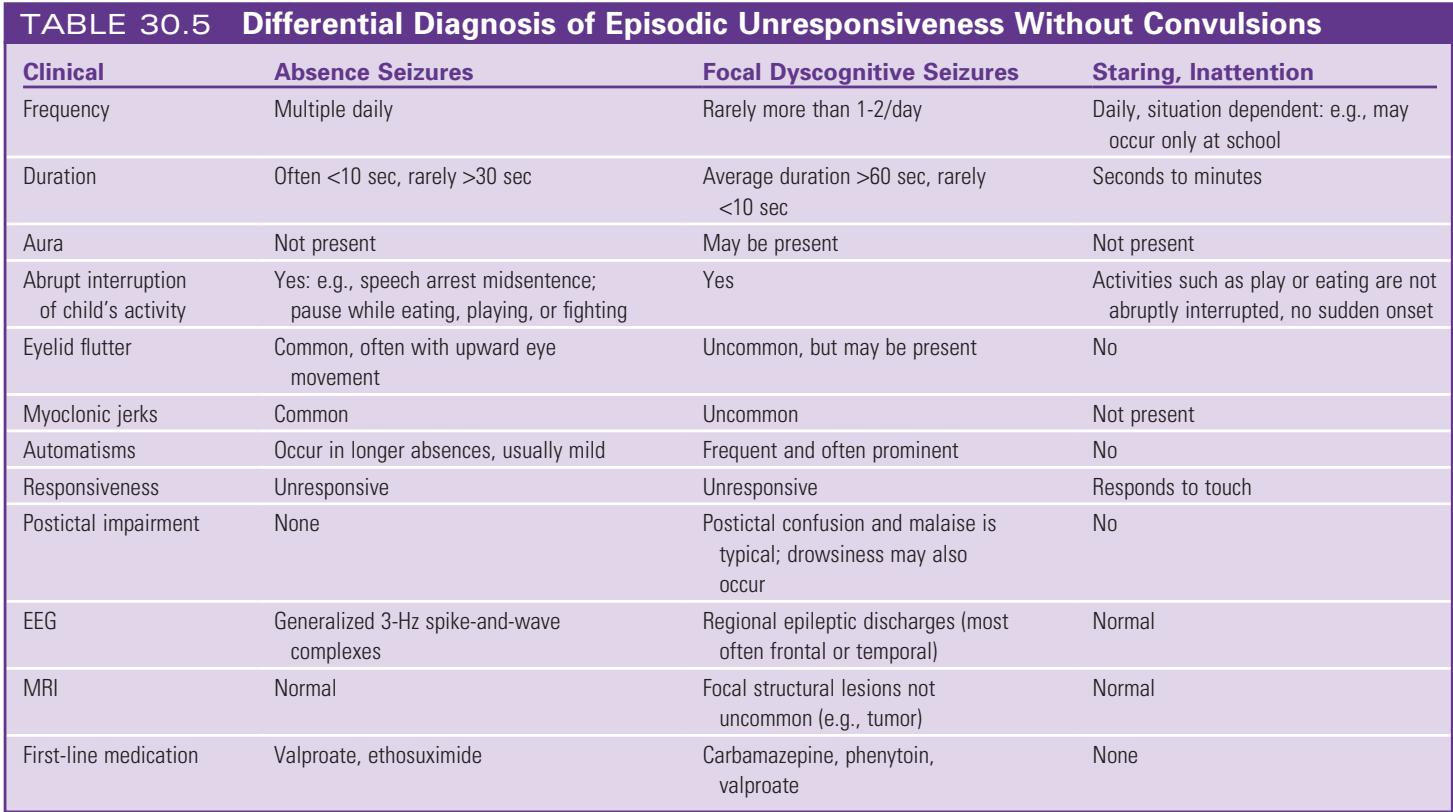 TABLE 30.5 Differential Diagnosis of Episodic Unresponsiveness Without Convulsions
Clinical Absence Seizures Focal Dyscognitive Seizures Staring, Inattention
Frequency Multiple daily Rarely more than 1-2/day Daily, situation dependent: e.g., may
occur only at school
Duration Often <10 sec, rarely >30 sec Average duration >60 sec, rarely Seconds to minutes
<10 sec
Aura Not present May be present Not present
Abrupt interruption Yes: e.g., speech arrest midsentence; Yes Activities such as play or eating are not
of child's activity pause while eating, playing, or fighting abruptly interrupted, no sudden onset
Eyelid flutter Common, often with upward eye Uncommon, but may be present No
movement
Myoclonic jerks Common Uncommon Not present
Automatisms Occur in longer absences, usually mild Frequent and often prominent No
Responsiveness Unresponsive Unresponsive Responds to touch
Postictal impairment None Postictal confusion and malaise is No
typical; drowsiness may also
occur
EEG Generalized 3-Hz spike-and-wave Regional epileptic discharges (most Normal
complexes often frontal or temporal)
MRI Normal Focal structural lesions not Normal
uncommon (e.g., tumor)
First-line medication Valproate, ethosuximide Carbamazepine, phenytoin, None
valproate